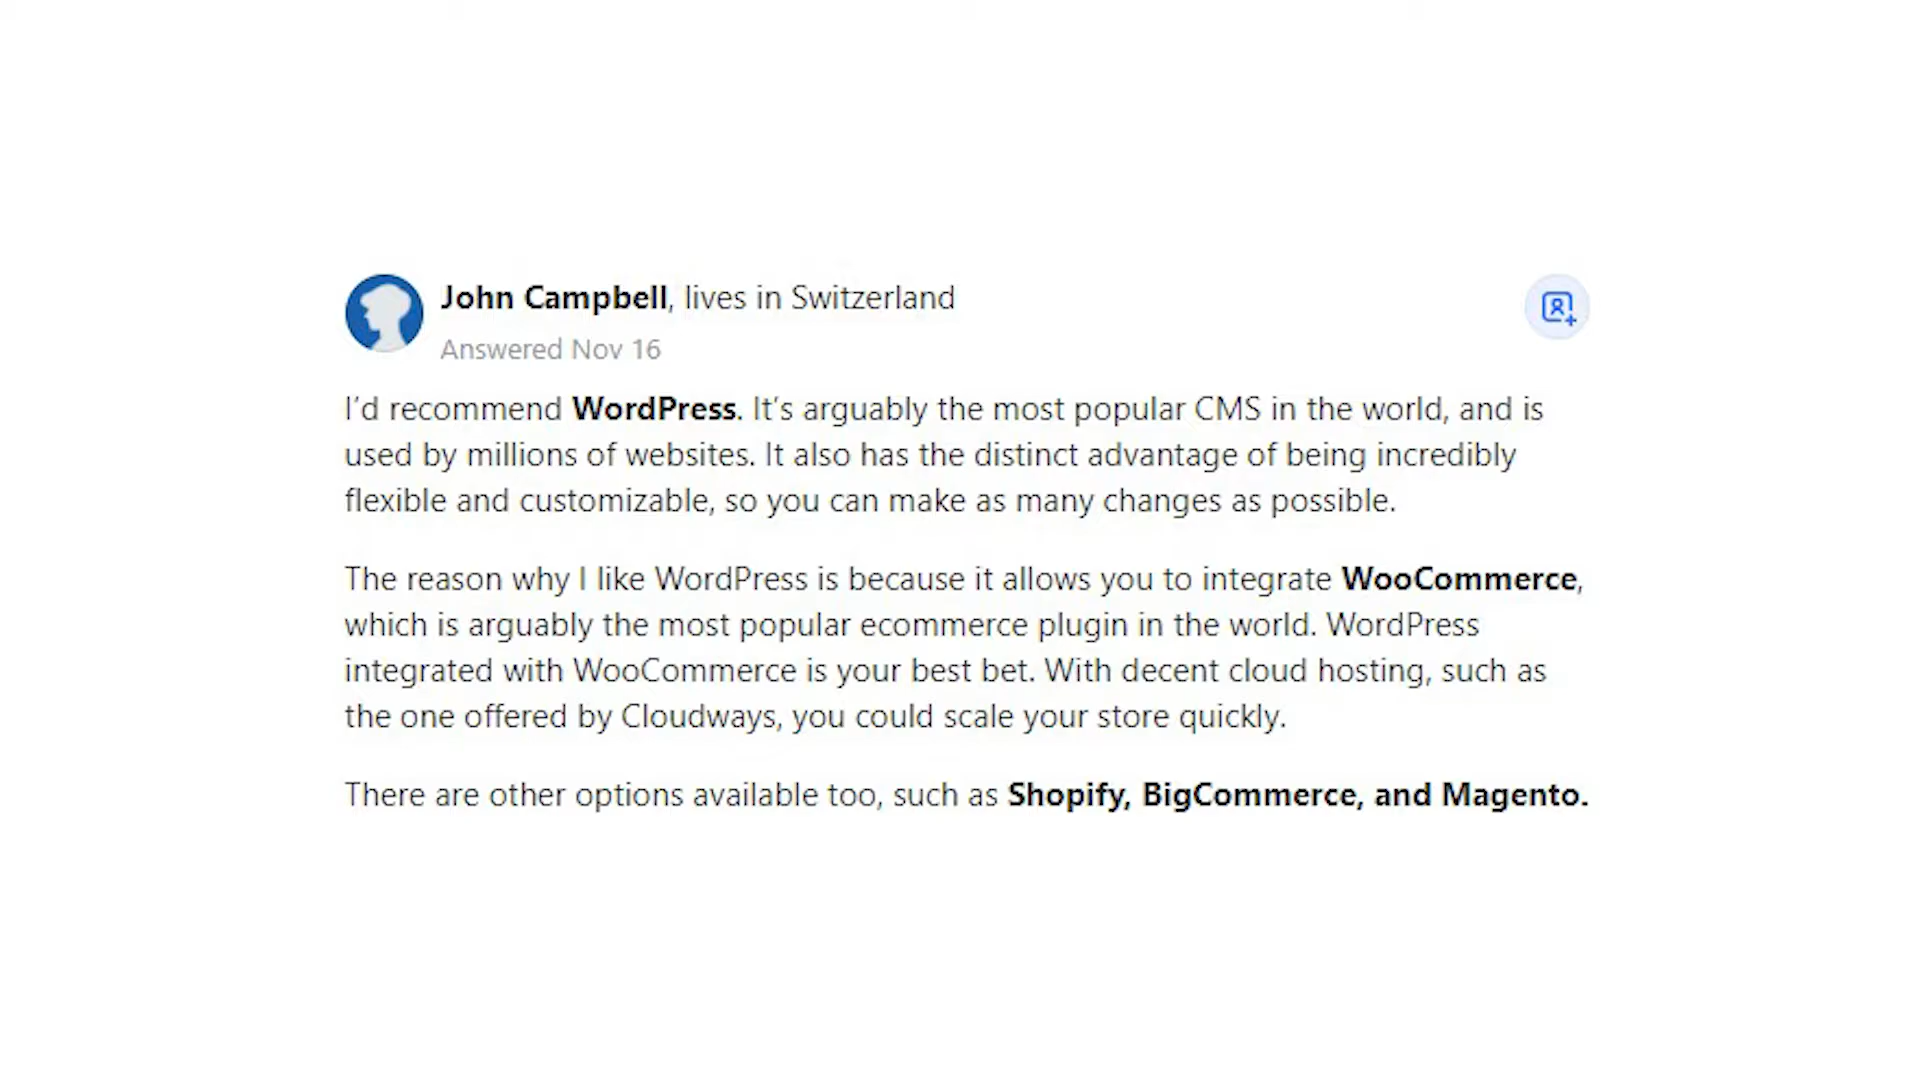 John Campbell, lives in Switzerland
Answered Nov 16
I’d recommend WordPress. It’s arguably the most popular CMS in the world, and is
used by millions of websites. It also has the distinct advantage of being incredibly
flexible and customizable, so you can make as many changes as possible.
The reason why I like WordPress is because it allows you to integrate WooCommerce,
which is arguably the most popular ecommerce plugin in the world. WordPress
integrated with WooCommerce is your best bet. With decent cloud hosting, such as
the one offered by Cloudways, you could scale your store quickly.
There are other options available too, such as Shopify, BigCommerce, and Magento.